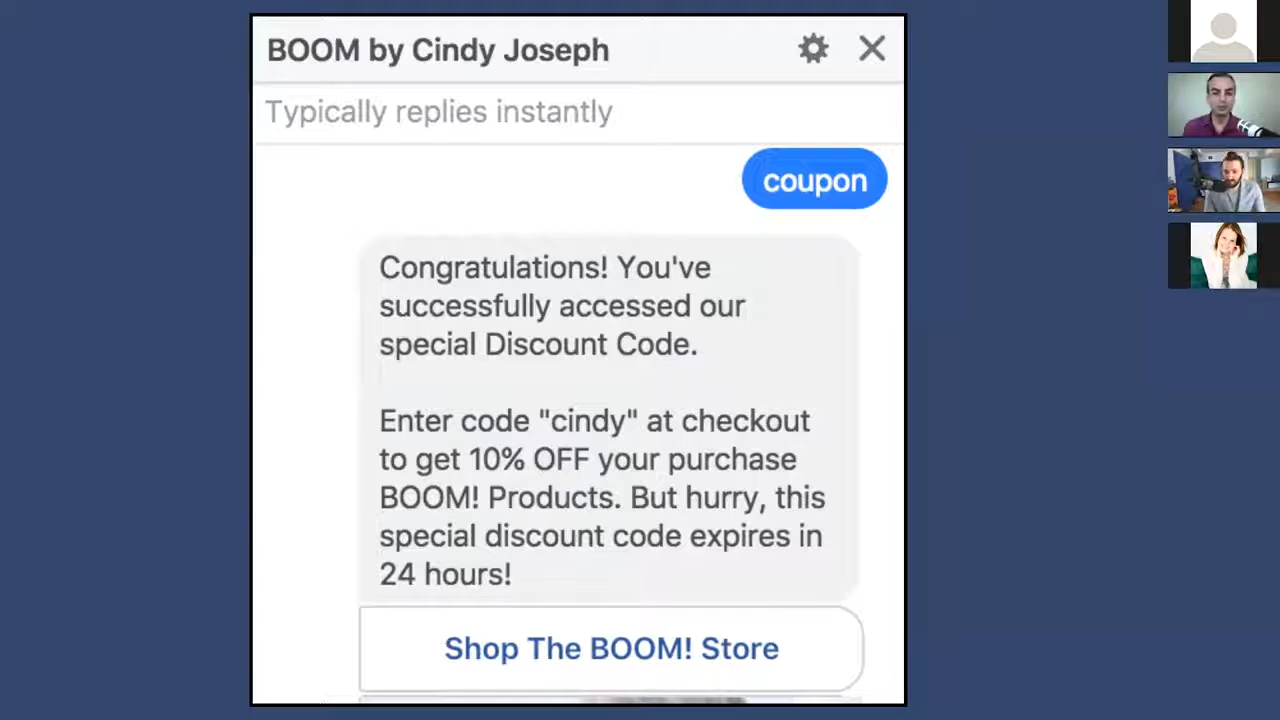 BOOM by Cindy Joseph
Typically replies instantly
coupon
Congratulations! You've
successfully accessed our
special Discount Code.
Enter code "cindy" at checkout
to get 10% OFF your purchase
BOOM! Products. But hurry, this
special discount code expires in
24 hours!
Shop The BOOM! Store